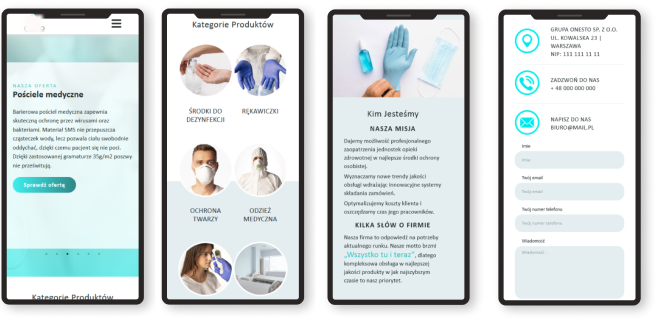 NASZA OFERTA
Pościele medyczne
Barierowa pościel medyczna zapewnia
skuteczną ochronę przez wirusami oraz
bakteriami. Materiał SMS nie przepuszcza
cząsteczek wody, lecz pozwala ciału swobodnie
oddychać, dzięki czemu pacjent się nie poci.
Dzięki zastosowanej gramaturze 35g/m2 poszwy
nie prześwitują.
Sprawdź ofertę
Kategorie Produktów
Kategorie Produktów
ŚRODKI DO
DEZYNFEKCJI
RĘKAWICZKI
OCHRONA
TWARZY
ODZIEŻ
MEDYCZNA
Kim Jesteśmy
NASZA MISJA
Dajemy możliwość profesjonalnego
zaopatrzenia jednostek opieki
zdrowotnej w najlepsze środki ochrony
osobistej.
Wyznaczamy nowe trendy jakości
obsługi wdrażając innowacyjne systemy
składania zamówień.
Optymalizujemy koszty klienta i
oszczędzamy czas jego pracowników.
KILKA SŁÓW O FIRMIE
Nasza firma to odpowiedź na potrzeby
aktualnego rynku. Nasze motto brzmi
„Wszystko tu i teraz", dlatego
kompleksowa obsługa w najlepszej
jakości produkty w jak najszybszym
czasie to nasz priorytet.
GRUPA ONESTO SP. Z O.O.
UL. KOWALSKA 23 |
WARSZAWA
NIP: 111 111 11 11
ZADZWOŃ DO NAS
+ 48 000 000 000
NAPISZ DO NAS
BIURO@MAIL.PL
Imie
Imie
Twój email
Twój email
Twój numer telefonu
Twój numer telefonu
Wiadomość
Wiadomość